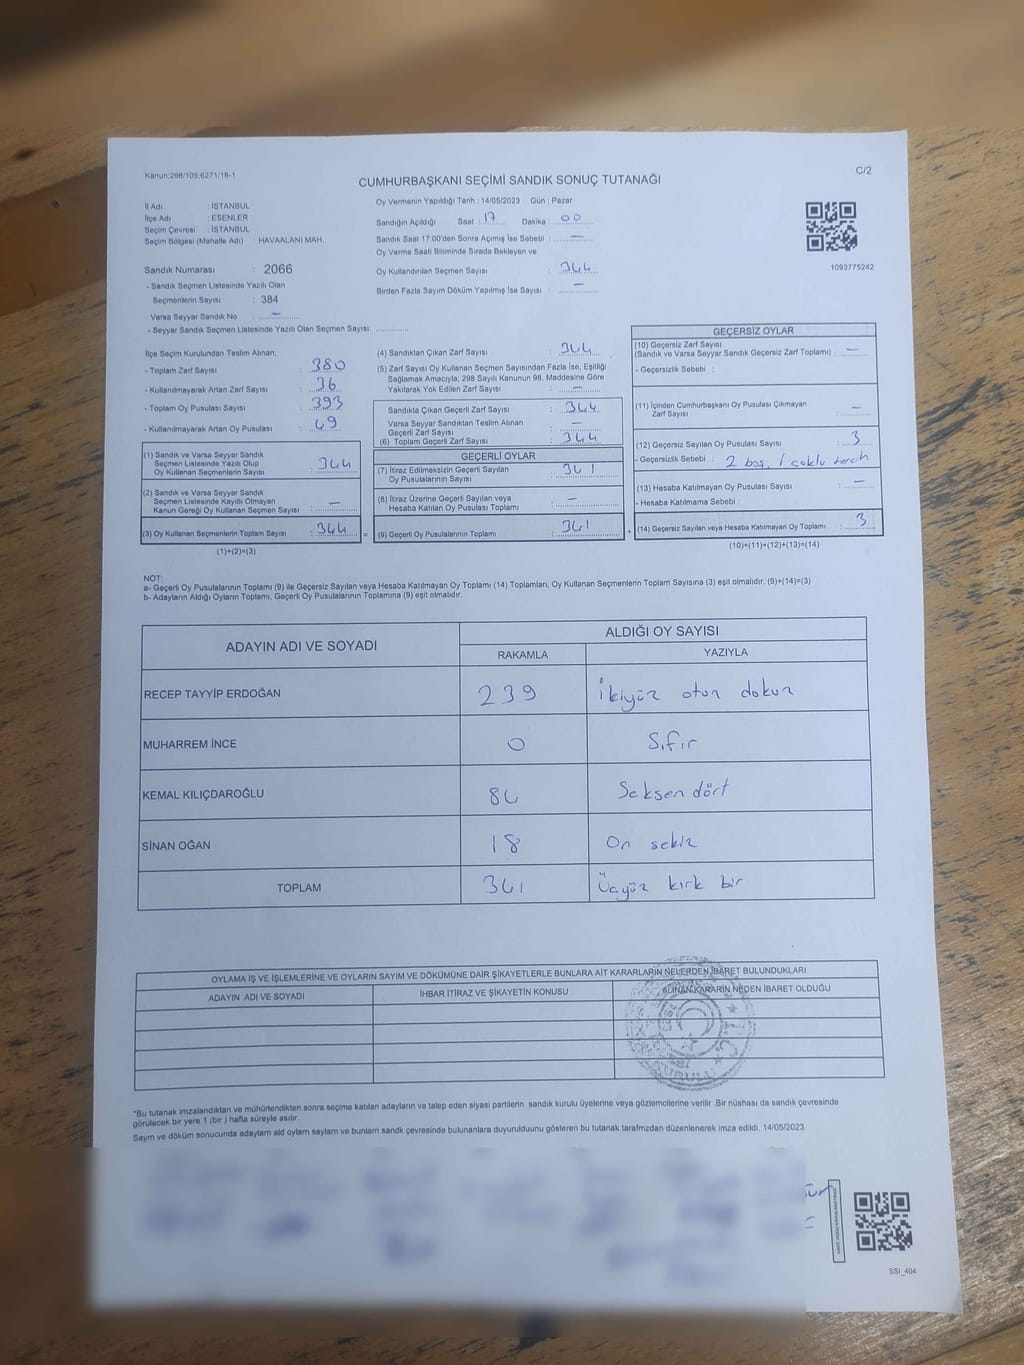 Kanun;298/105,6271/18-1
C/2
CUMHURBAŞKANI SEÇİMİ SANDIK SONUÇ TUTANAĞI
İl Adı : İSTANBUL
İlçe Adı : ESENLER
Seçim Çevresi : İSTANBUL
Seçim Bölgesi (Mahalle Adı) : HAVAALANI MAH.
Sandık Numarası : 2066
- Sandık Seçmen Listesinde Yazılı Olan
Seçmenlerin Sayısı : 384
Varsa Seyyar Sandık No : –
- Seyyar Sandık Seçmen Listesinde Yazılı Olan Seçmen Sayısı: ............
Oy Vermenin Yapıldığı Tarih : 14/05/2023 Gün : Pazar
Sandığın Açıldığı Saat : 17 Dakika : 00
Sandık Saat 17:00'den Sonra Açımış İse Sebebi : –
Oy Verme Saati Bitiminde Sırada Bekleyen ve
Oy Kullandırılan Seçmen Sayısı : 344
Birden Fazla Sayım Döküm Yapılmış İse Sayısı : –
1093775242
İlçe Seçim Kurulundan Teslim Alınan;
- Toplam Zarf Sayısı : 380
- Kullanılmayarak Artan Zarf Sayısı : 36
- Toplam Oy Pusulası Sayısı : 393
- Kullanılmayarak Artan Oy Pusulası : 49
(1) Sandık ve Varsa Seyyar Sandık
Seçmen Listesinde Yazılı Olup
Oy Kullanan Seçmenlerin Sayısı : 344
(2) Sandık ve Varsa Seyyar Sandık
Seçmen Listesinde Kayıtlı Olmayan
Kanun Gereği Oy Kullanan Seçmen Sayısı : –
(3) Oy Kullanan Seçmenlerin Toplam Sayısı : 344 =
(1)+(2)=(3)
(4) Sandıktan Çıkan Zarf Sayısı : 344
(5) Zarf Sayısı Oy Kullanan Seçmen Sayısından Fazla İse, Eşitliği
Sağlamak Amacıyla; 298 Sayılı Kanunun 98. Maddesine Göre
Yakılarak Yok Edilen Zarf Sayısı : –
Sandıkta Çıkan Geçerli Zarf Sayısı : 344
Varsa Seyyar Sandıktan Teslim Alınan
Geçerli Zarf Sayısı : –
(6) Toplam Geçerli Zarf Sayısı : 344
GEÇERLİ OYLAR
(7) İtiraz Edilmeksizin Geçerli Sayılan
Oy Pusulasının Sayısı : 341
(8) İtiraz Üzerine Geçerli Sayılan veya
Hesaba Katılan Oy Pusulası Toplamı : –
(9) Geçerli Oy Pusulalarının Toplamı : 341 +
GEÇERSİZ OYLAR
(10) Geçersiz Zarf Sayısı
(Sandık ve Varsa Seyyar Sandık Geçersiz Zarf Toplamı) : –
- Geçersizlik Sebebi :
(11) İçinden Cumhurbaşkanı Oy Pusulası Çıkmayan
Zarf Sayısı : –
(12) Geçersiz Sayılan Oy Pusulası Sayısı : 3
- Geçersizlik Sebebi : 2 boş, 1 çoklu tercih
(13) Hesaba Katılmayan Oy Pusulası Sayısı : –
- Hesaba Katılmama Sebebi :
(14) Geçersiz Sayılan veya Hesaba Katılmayan Oy Toplamı : 3
(10)+(11)+(12)+(13)=(14)
NOT:
a- Geçerli Oy Pusulalarının Toplamı (9) ile Geçersiz Sayılan veya Hesaba Katılmayan Oy Toplamı (14) Toplamları, Oy Kullanan Seçmenlerin Toplam Sayısına (3) eşit olmalıdır. (9)+(14)=(3)
b- Adayların Aldığı Oyların Toplamı, Geçerli Oy Pusulalarının Toplamına (9) eşit olmalıdır.
ADAYIN ADI VE SOYADI
ALDIĞI OY SAYISI
RAKAMLA YAZIYLA
RECEP TAYYİP ERDOĞAN 239 İkiyüz otuz dokuz
MUHARREM İNCE 0 Sıfır
KEMAL KILIÇDAROĞLU 84 Seksen dört
SİNAN OĞAN 18 On sekiz
TOPLAM 341 Üçyüz kırk bir
OYLAMA İŞ VE İŞLEMLERİNE VE OYLARIN SAYIM VE DÖKÜMÜNE DAİR ŞİKAYETLERLE BUNLARA AİT KARARLARIN NELERDEN İBARET BULUNDUKLARI
ADAYIN ADI VE SOYADI İHBAR İTİRAZ VE ŞİKAYETİN KONUSU ALINAN KARARIN NEDEN İBARET OLDUĞU
T.C.
KURULU
*Bu tutanak imzalandıktan ve mühürlendikten sonra seçime katılan adayların ve talep eden siyasi partilerin sandık kurulu üyelerine veya gözlemcilerine verilir .Bir nüshası da sandık çevresinde
görülecek bir yere 1 (bir ) hafta süreyle asılır.
Sayım ve döküm sonucunda adayların ald oyların sayların ve bunların sandk çevresinde bulunanlara duyurulduunu gösteren bu tutanak tarafmzdan düzenlenerek imza edildi. 14/05/2023
SSI_404